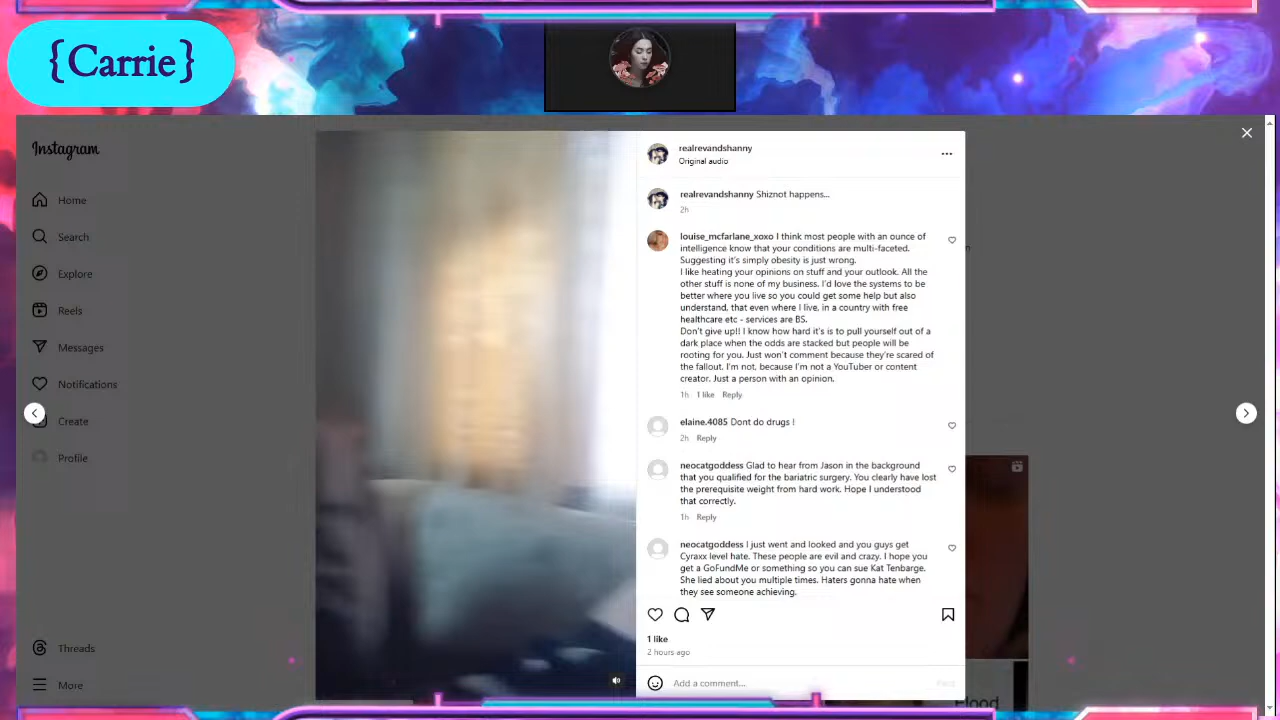 {Carrie}
Instagram
Home
Search
Explore
Reels
Messages
Notifications
Create
Profile
Threads
More
realrevandshanny
Original audio
realrevandshanny Shiznot happens...
2h
louise_mcfarlane_xoxo I think most people with an ounce of
intelligence know that your conditions are multi-faceted.
Suggesting it's simply obesity is just wrong.
I like heating your opinions on stuff and your outlook. All the
other stuff is none of my business. I'd love the systems to be
better where you live so you could get some help but also
understand, that even where I live, in a country with free
healthcare etc - services are BS.
Don't give up!! I know how hard it's is to pull yourself out of a
dark place when the odds are stacked but people will be
rooting for you. Just won't comment because they're scared of
the fallout. I'm not, because I'm not a YouTuber or content
creator. Just a person with an opinion.
1h 1 like Reply
elaine.4085 Dont do drugs !
2h Reply
neocatgoddess Glad to hear from Jason in the background
that you qualified for the bariatric surgery. You clearly have lost
the prerequisite weight from hard work. Hope I understood
that correctly.
1h Reply
neocatgoddess I just went and looked and you guys get
Cyraxx level hate. These people are evil and crazy. I hope you
get a GoFundMe or something so you can sue Kat Tenbarge.
She lied about you multiple times. Haters gonna hate when
they see someone achieving.
1 like
2 hours ago
Add a comment...
Post